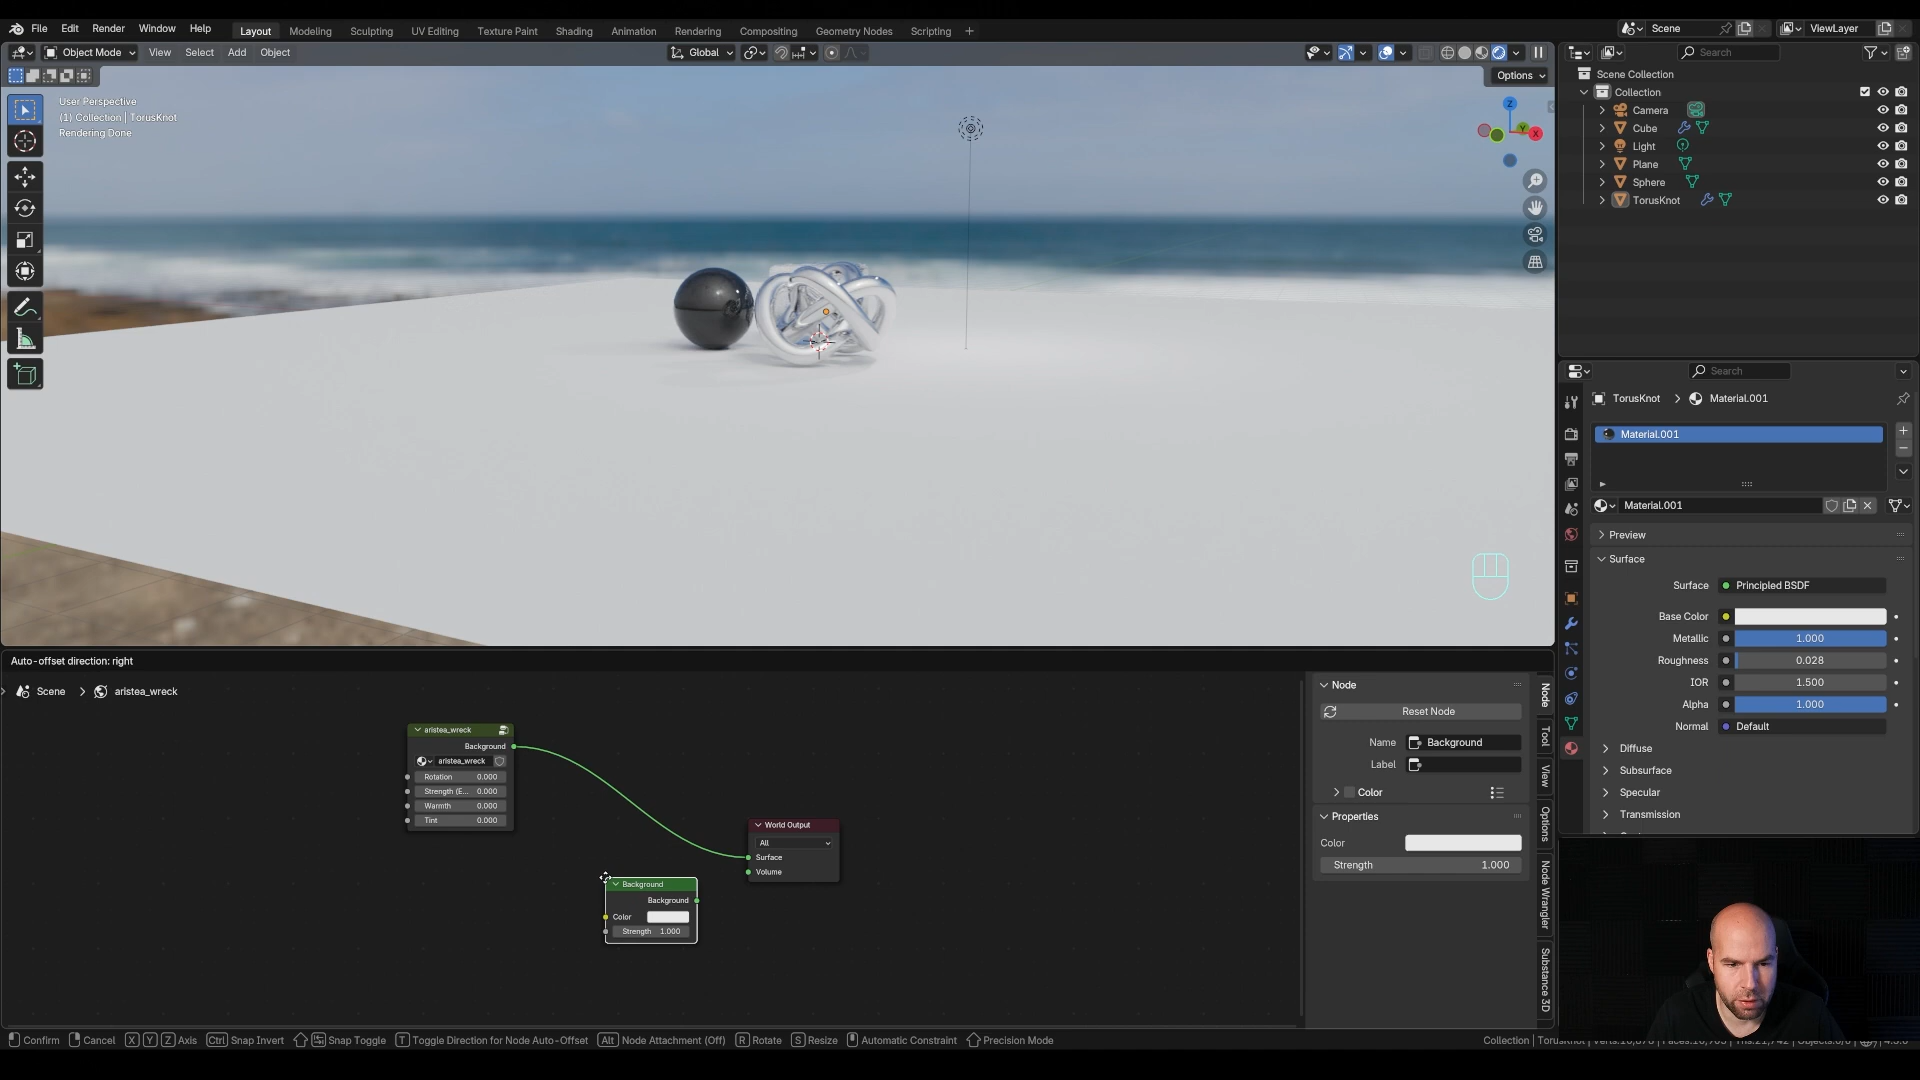 File Edit Render Window Help Layout Modeling Sculpting UV Editing Texture Paint Shading Animation Rendering Compositing Geometry Nodes Scripting + Scene ViewLayer
Object Mode View Select Add Object Global Search
Options
User Perspective
(1) Collection | TorusKnot
Rendering Done
Z
Y
X
Scene Collection
Collection
Camera
Cube
Light
Plane
Sphere
TorusKnot
Search
TorusKnot > Material.001
Material.001
Material.001
Preview
Surface
Surface Principled BSDF
Base Color
Metallic 1.000
Roughness 0.028
IOR 1.500
Alpha 1.000
Normal Default
Diffuse
Subsurface
Specular
Transmission
Auto-offset direction: right
Scene > aristea_wreck
aristea_wreck
Background
aristea_wreck
Rotation 0.000
Strength (E... 0.000
Warmth 0.000
Tint 0.000
World Output
All
Surface
Volume
Background
Background
Color
Strength 1.000
Node
Reset Node
Name Background
Label
Color
Properties
Color
Strength 1.000
Node
Tool
View
Options
Node Wrangler
Substance 3D
Confirm Cancel X Y Z Axis Ctrl Snap Invert Snap Toggle T Toggle Direction for Node Auto-Offset Alt Node Attachment (Off) R Rotate S Resize Automatic Constraint Precision Mode